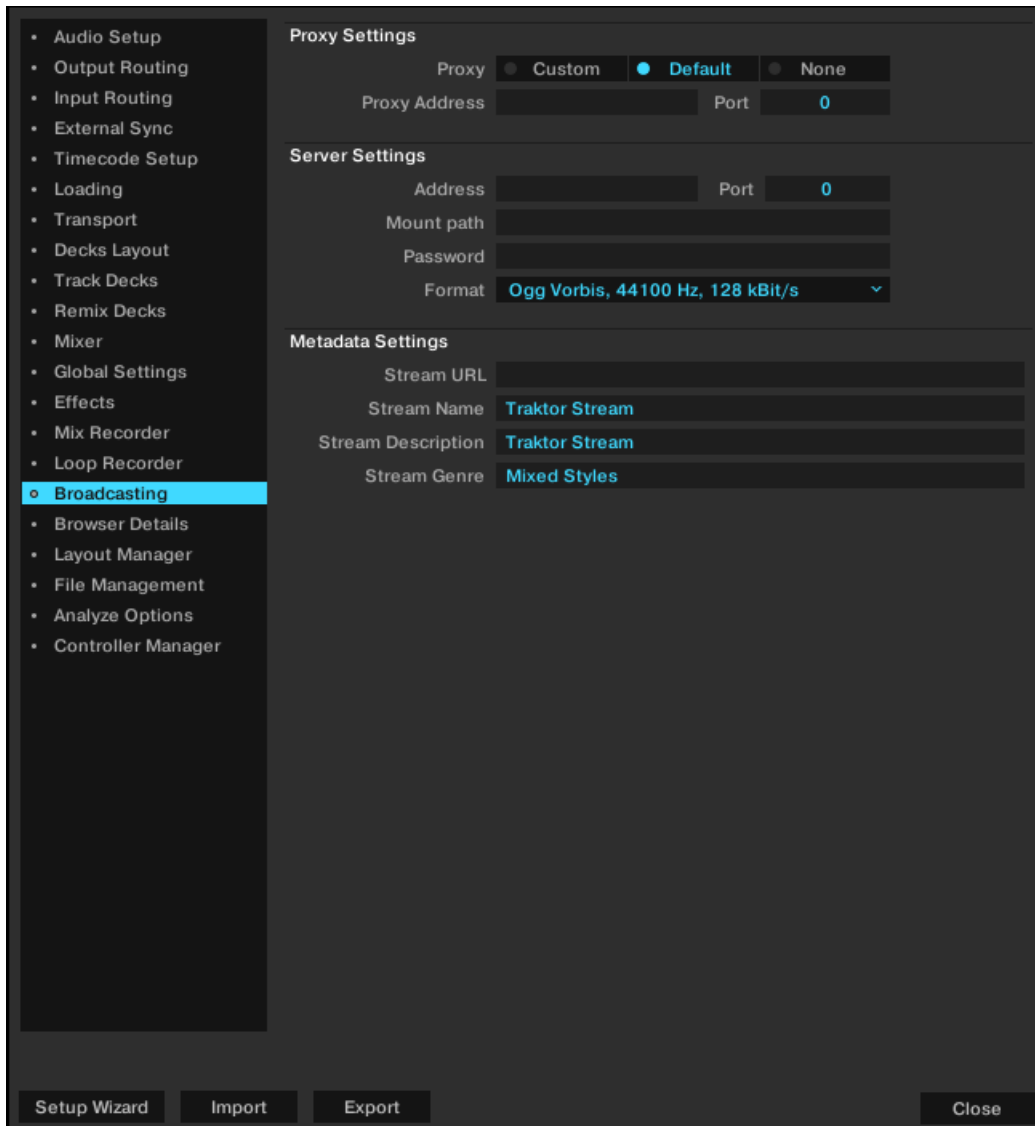 Audio Setup
Output Routing
Input Routing
External Sync
Timecode Setup
Loading
Transport
Decks Layout
Track Decks
Remix Decks
Mixer
Global Settings
Effects
Mix Recorder
Loop Recorder
Broadcasting
Browser Details
Layout Manager
File Management
Analyze Options
Controller Manager
Proxy Settings
Proxy Custom Default None
Proxy Address Port 0
Server Settings
Address Port 0
Mount path
Password
Format Ogg Vorbis, 44100 Hz, 128 kBit/s
Metadata Settings
Stream URL
Stream Name Traktor Stream
Stream Description Traktor Stream
Stream Genre Mixed Styles
Setup Wizard Import Export Close